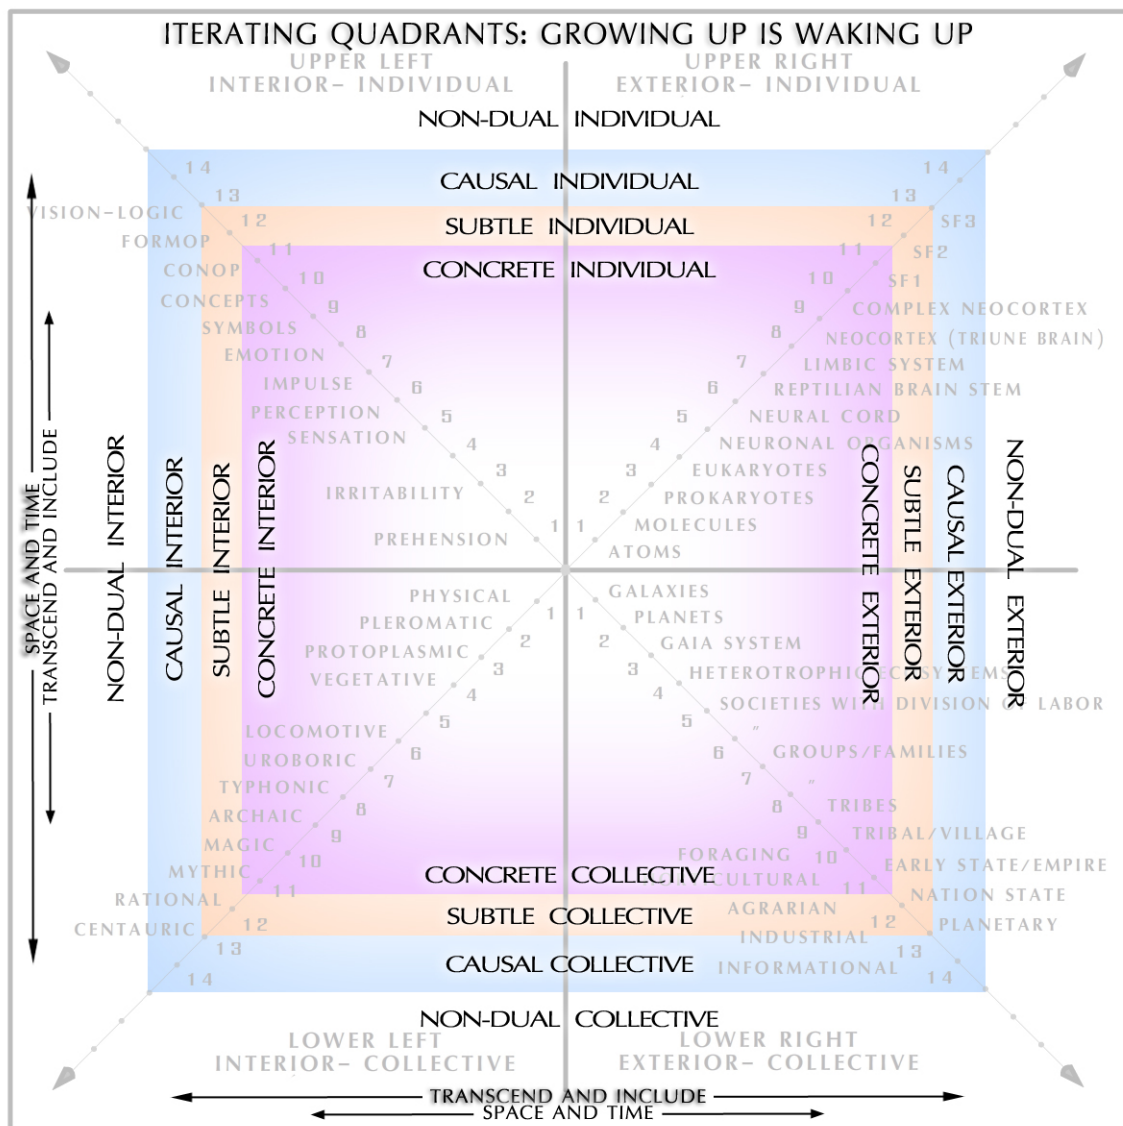 ITERATING QUADRANTS: GROWING UP IS WAKING UP
UPPER LEFT
INTERIOR– INDIVIDUAL
UPPER RIGHT
EXTERIOR– INDIVIDUAL
NON-DUAL INDIVIDUAL
CAUSAL INDIVIDUAL
SUBTLE INDIVIDUAL
CONCRETE INDIVIDUAL
14
13
VISION–LOGIC 12
FORMOP 11
CONOP 10
CONCEPTS 9
SYMBOLS 8
EMOTION 7
IMPULSE 6
PERCEPTION 5
SENSATION 4
3
IRRITABILITY 2
PREHENSION 1
14
13
12 SF3
11 SF2
10 SF1
9 COMPLEX NEOCORTEX
8 NEOCORTEX (TRIUNE BRAIN)
7 LIMBIC SYSTEM
6 REPTILIAN BRAIN STEM
5 NEURAL CORD
4 NEURONAL ORGANISMS
3 EUKARYOTES
2 PROKARYOTES
1 MOLECULES
ATOMS
SPACE AND TIME
TRANSCEND AND INCLUDE
NON-DUAL INTERIOR
CAUSAL INTERIOR
SUBTLE INTERIOR
CONCRETE INTERIOR
CONCRETE EXTERIOR
SUBTLE EXTERIOR
CAUSAL EXTERIOR
NON-DUAL EXTERIOR
PHYSICAL 1
PLEROMATIC 2
PROTOPLASMIC 3
VEGETATIVE 4
5
LOCOMOTIVE 6
UROBORIC 7
TYPHONIC 8
ARCHAIC 9
MAGIC 10
MYTHIC 11
RATIONAL 12
CENTAURIC 13
14
GALAXIES
1 PLANETS
2 GAIA SYSTEM
3 HETEROTROPHIC ECOSYSTEMS
4 SOCIETIES WITH DIVISION OF LABOR
5 "
6 GROUPS/FAMILIES
7 "
8 TRIBES
9 TRIBAL/VILLAGE
FORAGING 10 EARLY STATE/EMPIRE
HORTICULTURAL 11 NATION STATE
AGRARIAN 12 PLANETARY
INDUSTRIAL 13
INFORMATIONAL 14
CONCRETE COLLECTIVE
SUBTLE COLLECTIVE
CAUSAL COLLECTIVE
NON-DUAL COLLECTIVE
LOWER LEFT
INTERIOR– COLLECTIVE
LOWER RIGHT
EXTERIOR– COLLECTIVE
TRANSCEND AND INCLUDE
SPACE AND TIME